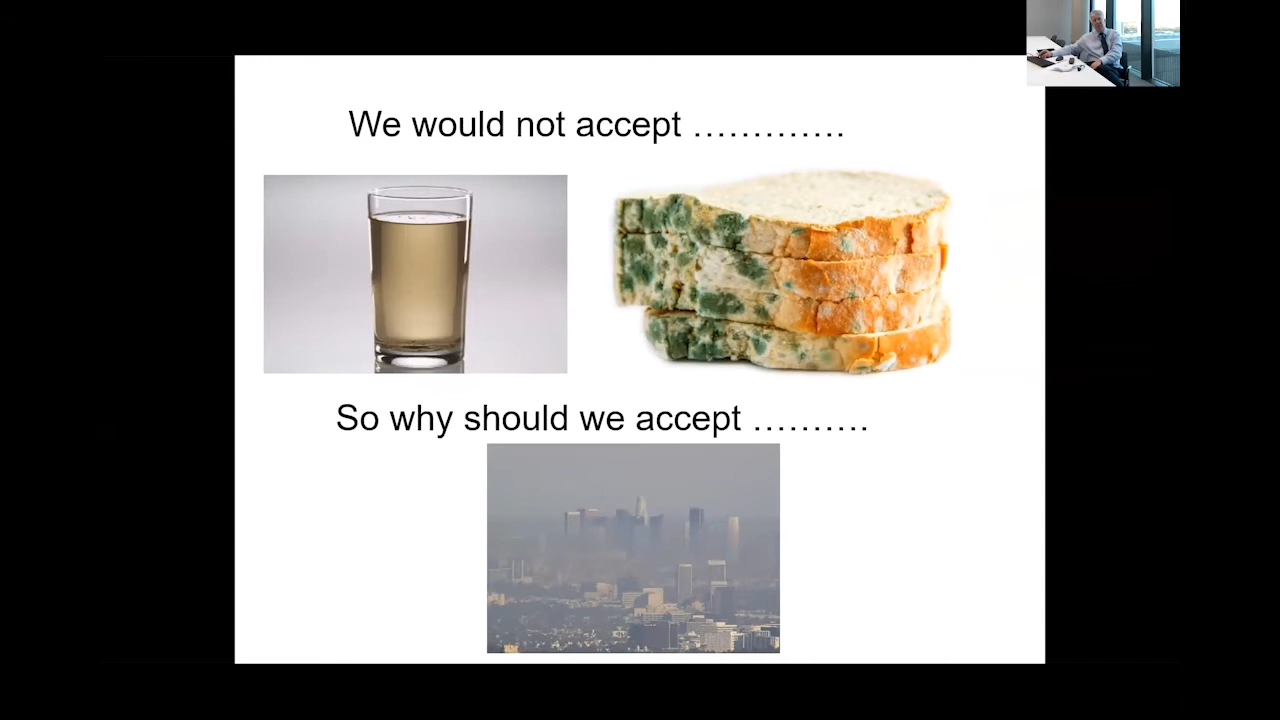 We would not accept ………….
So why should we accept ……….